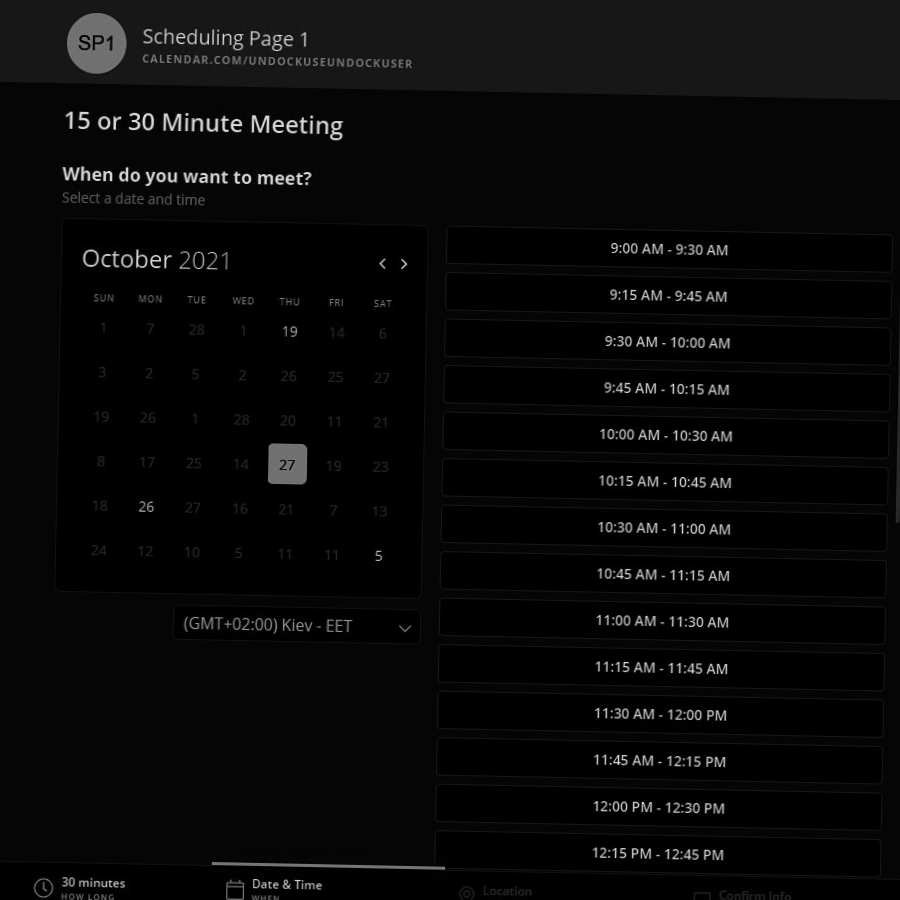 SP1
Scheduling Page 1
CALENDAR.COM/UNDOCKUSEUNDOCKUSER
15 or 30 Minute Meeting
When do you want to meet?
Select a date and time
October 2021
SUN MON TUE WED THU FRI SAT
1 7 28 1 19 14 6
3 2 5 2 26 25 27
19 26 1 28 20 11 21
8 17 25 14 27 19 23
18 26 27 16 21 7 13
24 12 10 5 11 11 5
(GMT+02:00) Kiev - EET
9:00 AM - 9:30 AM
9:15 AM - 9:45 AM
9:30 AM - 10:00 AM
9:45 AM - 10:15 AM
10:00 AM - 10:30 AM
10:15 AM - 10:45 AM
10:30 AM - 11:00 AM
10:45 AM - 11:15 AM
11:00 AM - 11:30 AM
11:15 AM - 11:45 AM
11:30 AM - 12:00 PM
11:45 AM - 12:15 PM
12:00 PM - 12:30 PM
12:15 PM - 12:45 PM
30 minutes
HOW LONG
Date & Time
WHEN
Location
Confirm Info